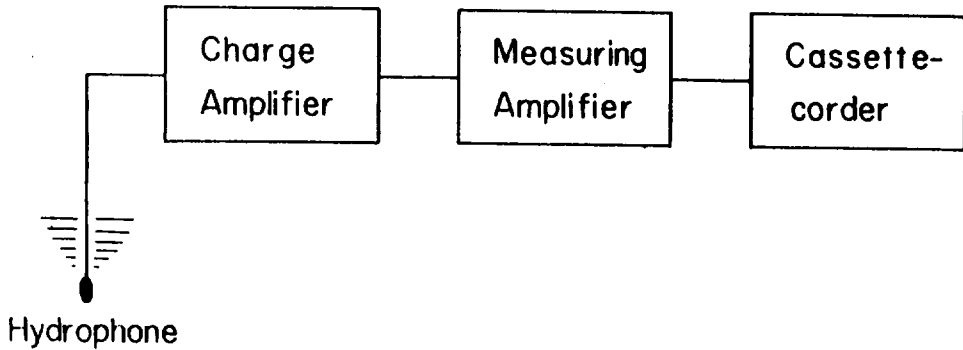 Charge
Amplifier
Measuring
Amplifier
Cassette-
corder
Hydrophone